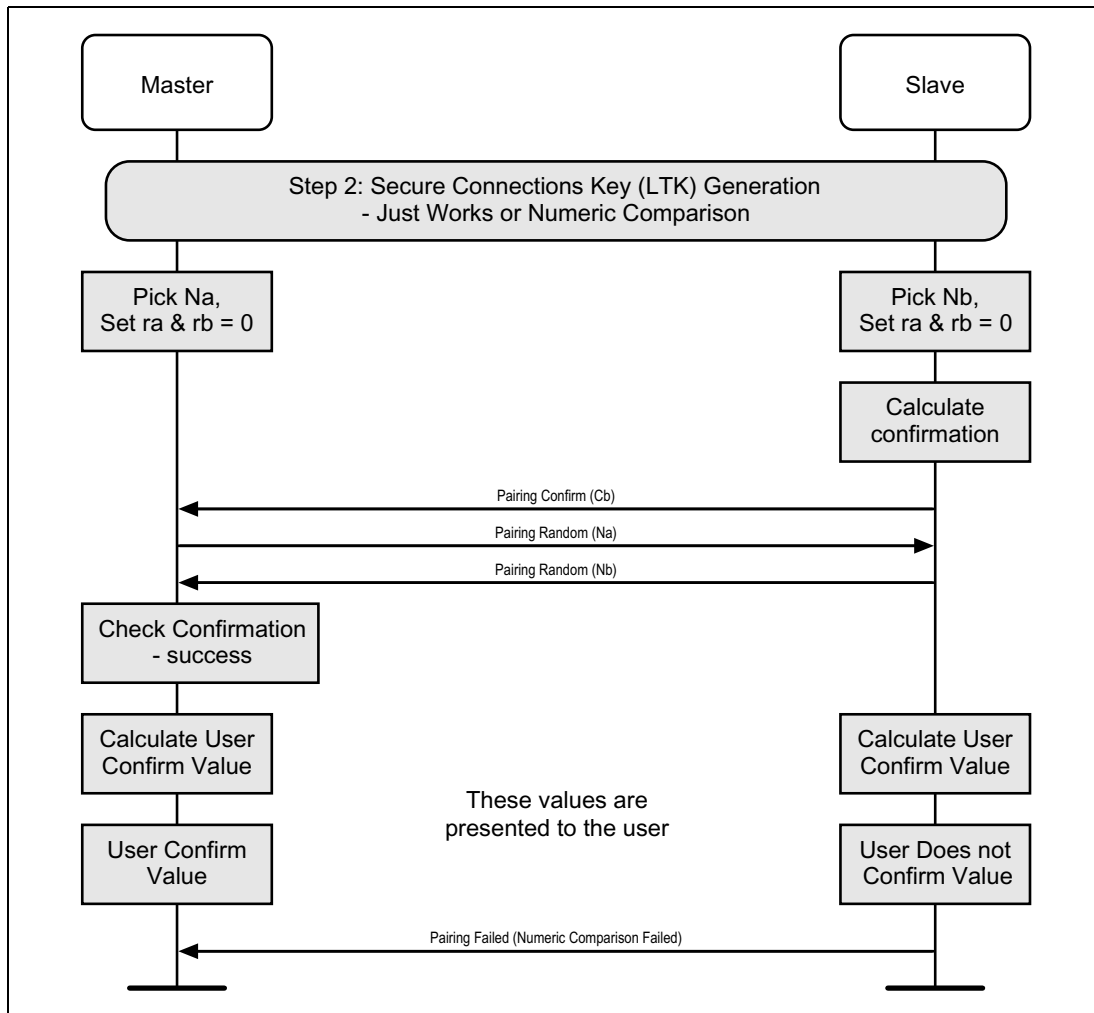 Master
Slave
Step 2: Secure Connections Key (LTK) Generation
- Just Works or Numeric Comparison
Pick Na,
Set ra & rb = 0
Pick Nb,
Set ra & rb = 0
Calculate
confirmation
Pairing Confirm (Cb)
Pairing Random (Na)
Pairing Random (Nb)
Check Confirmation
- success
Calculate User
Confirm Value
Calculate User
Confirm Value
These values are
presented to the user
User Confirm
Value
User Does not
Confirm Value
Pairing Failed (Numeric Comparison Failed)